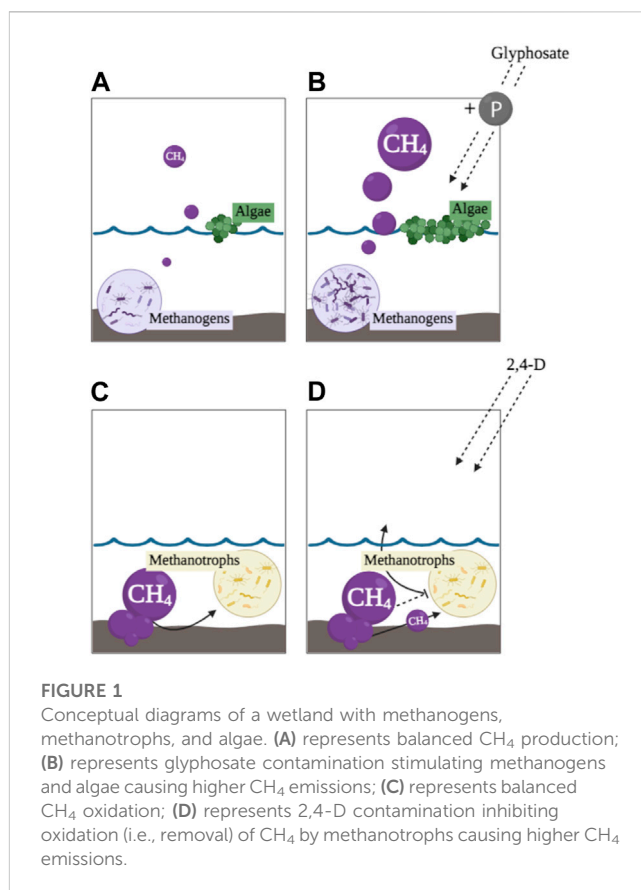 Glyphosate
A
B
+ P
CH₄
CH₄
Algae
Algae
Methanogens
Methanogens
C
D
2,4-D
Methanotrophs
Methanotrophs
CH₄
CH₄
CH₄
FIGURE 1
Conceptual diagrams of a wetland with methanogens,
methanotrophs, and algae. (A) represents balanced CH₄ production;
(B) represents glyphosate contamination stimulating methanogens
and algae causing higher CH₄ emissions; (C) represents balanced
CH₄ oxidation; (D) represents 2,4-D contamination inhibiting
oxidation (i.e., removal) of CH₄ by methanotrophs causing higher CH₄
emissions.